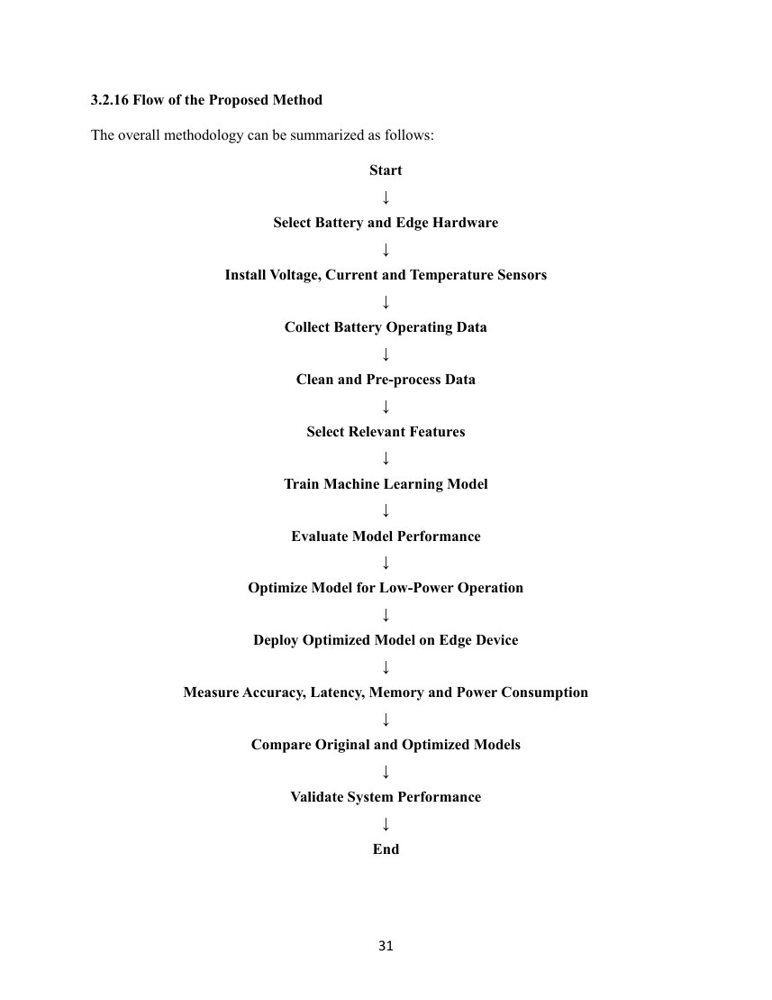 3.2.16 Flow of the Proposed Method
The overall methodology can be summarized as follows:
Start
↓
Select Battery and Edge Hardware
↓
Install Voltage, Current and Temperature Sensors
↓
Collect Battery Operating Data
↓
Clean and Pre-process Data
↓
Select Relevant Features
↓
Train Machine Learning Model
↓
Evaluate Model Performance
↓
Optimize Model for Low-Power Operation
↓
Deploy Optimized Model on Edge Device
↓
Measure Accuracy, Latency, Memory and Power Consumption
↓
Compare Original and Optimized Models
↓
Validate System Performance
↓
End
31